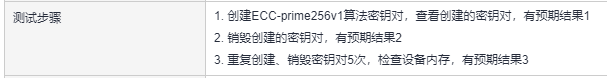 测试步骤
1. 创建ECC-prime256v1算法密钥对，查看创建的密钥对，有预期结果1
2. 销毁创建的密钥对，有预期结果2
3. 重复创建、销毁密钥对5次，检查设备内存，有预期结果3